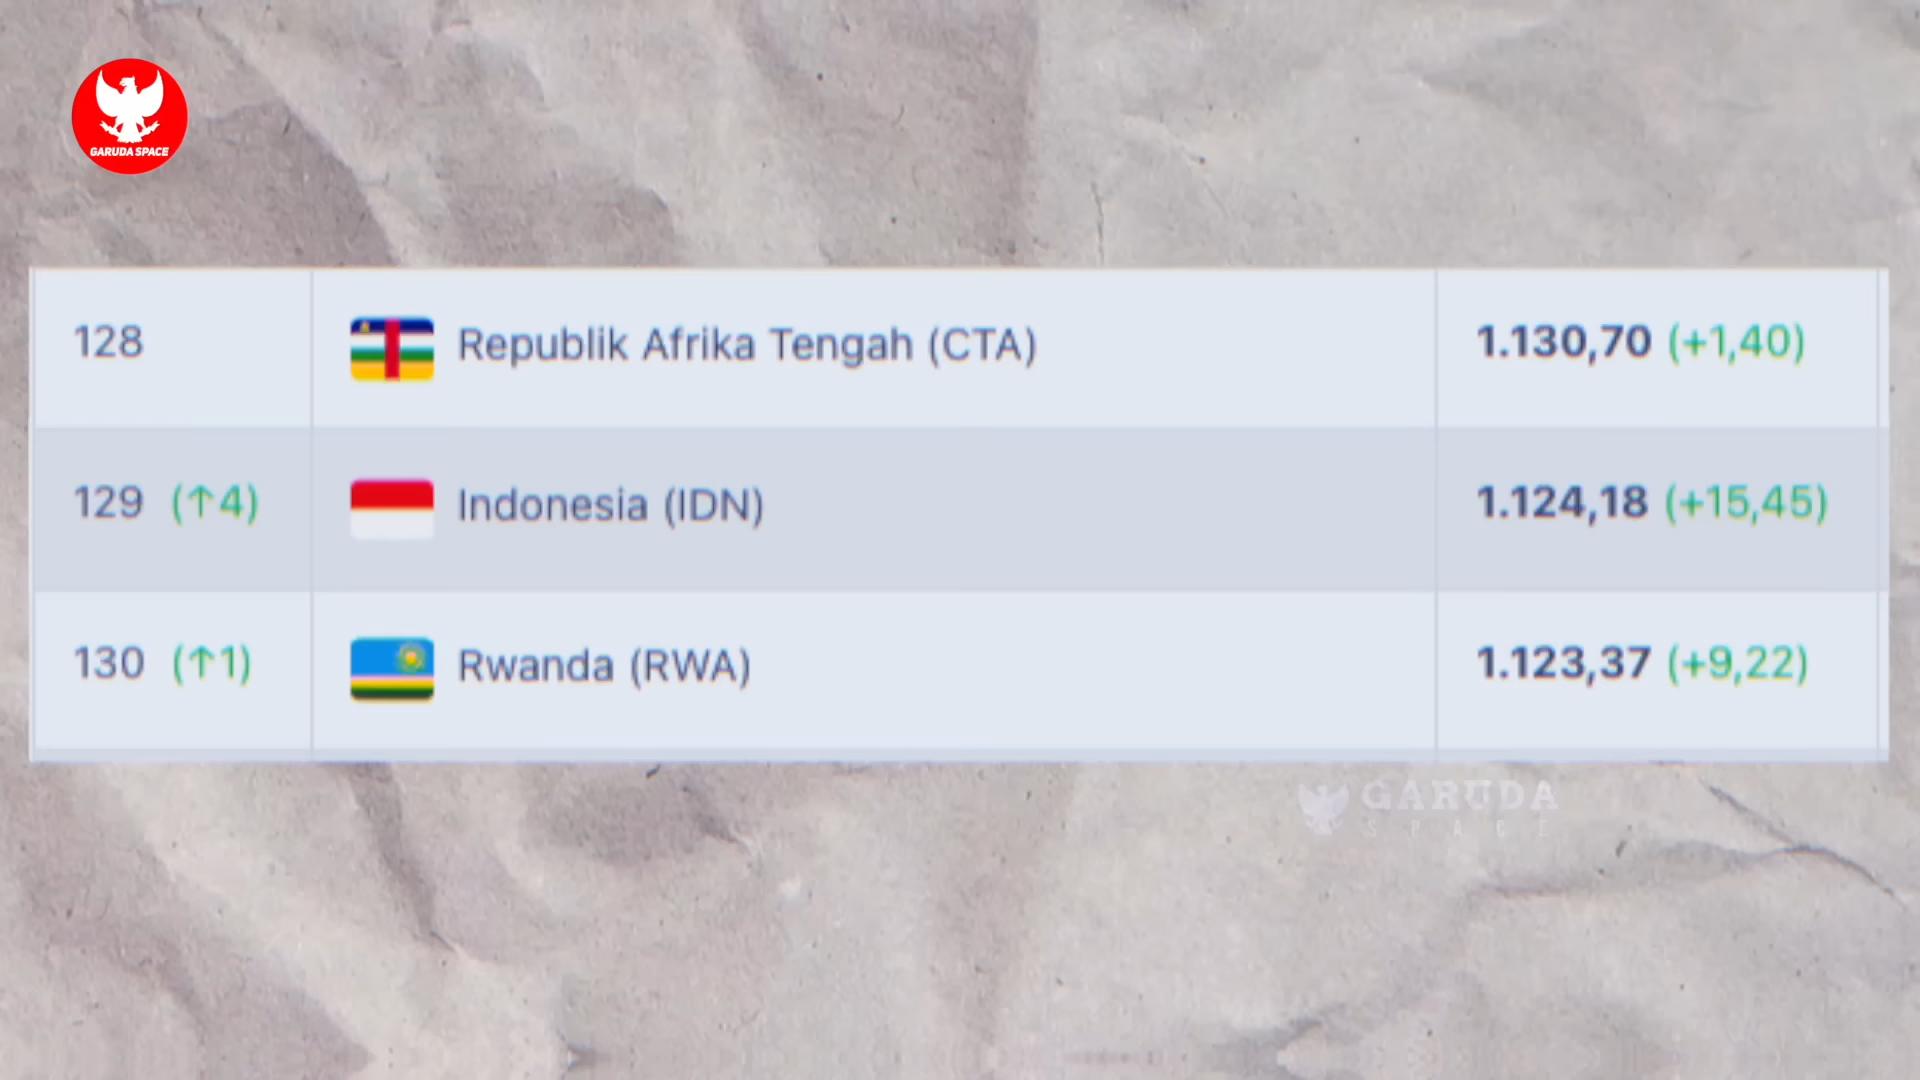 GARUDA SPACE
128 Republik Afrika Tengah (CTA) 1.130,70 (+1,40)
129 (↑4) Indonesia (IDN) 1.124,18 (+15,45)
130 (↑1) Rwanda (RWA) 1.123,37 (+9,22)
GARUDA
SPACE